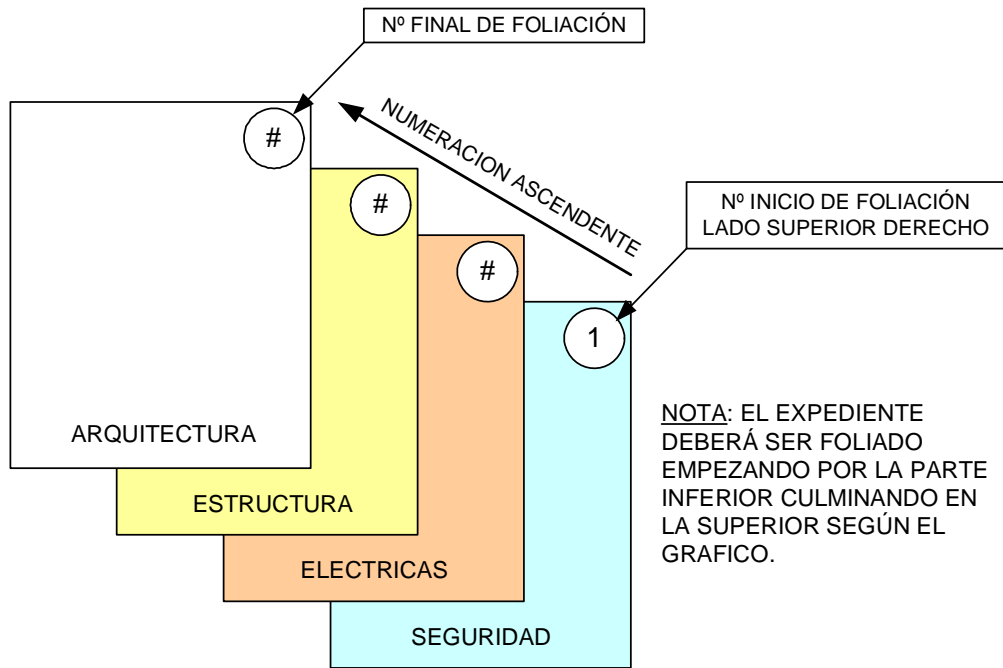 Nº FINAL DE FOLIACIÓN
#
NUMERACION ASCENDENTE
#
Nº INICIO DE FOLIACIÓN
LADO SUPERIOR DERECHO
#
1
ARQUITECTURA
NOTA: EL EXPEDIENTE
DEBERÁ SER FOLIADO
EMPEZANDO POR LA PARTE
INFERIOR CULMINANDO EN
LA SUPERIOR SEGÚN EL
GRAFICO.
ESTRUCTURA
ELECTRICAS
SEGURIDAD